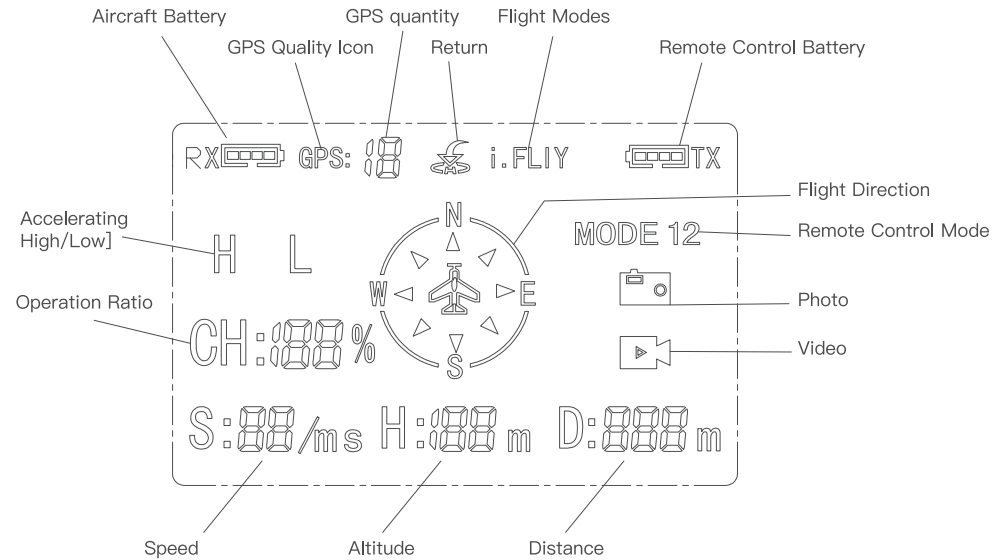 Aircraft Battery
GPS quantity
Flight Modes
GPS Quality Icon
Return
Remote Control Battery
RX GPS: 18 i.FLIY TX
Flight Direction
N
MODE 12
Remote Control Mode
Accelerating
High/Low]
H L
W E
Photo
Operation Ratio
CH:188%
Video
S
S:88/ms H:188m D:888m
Speed
Altitude
Distance